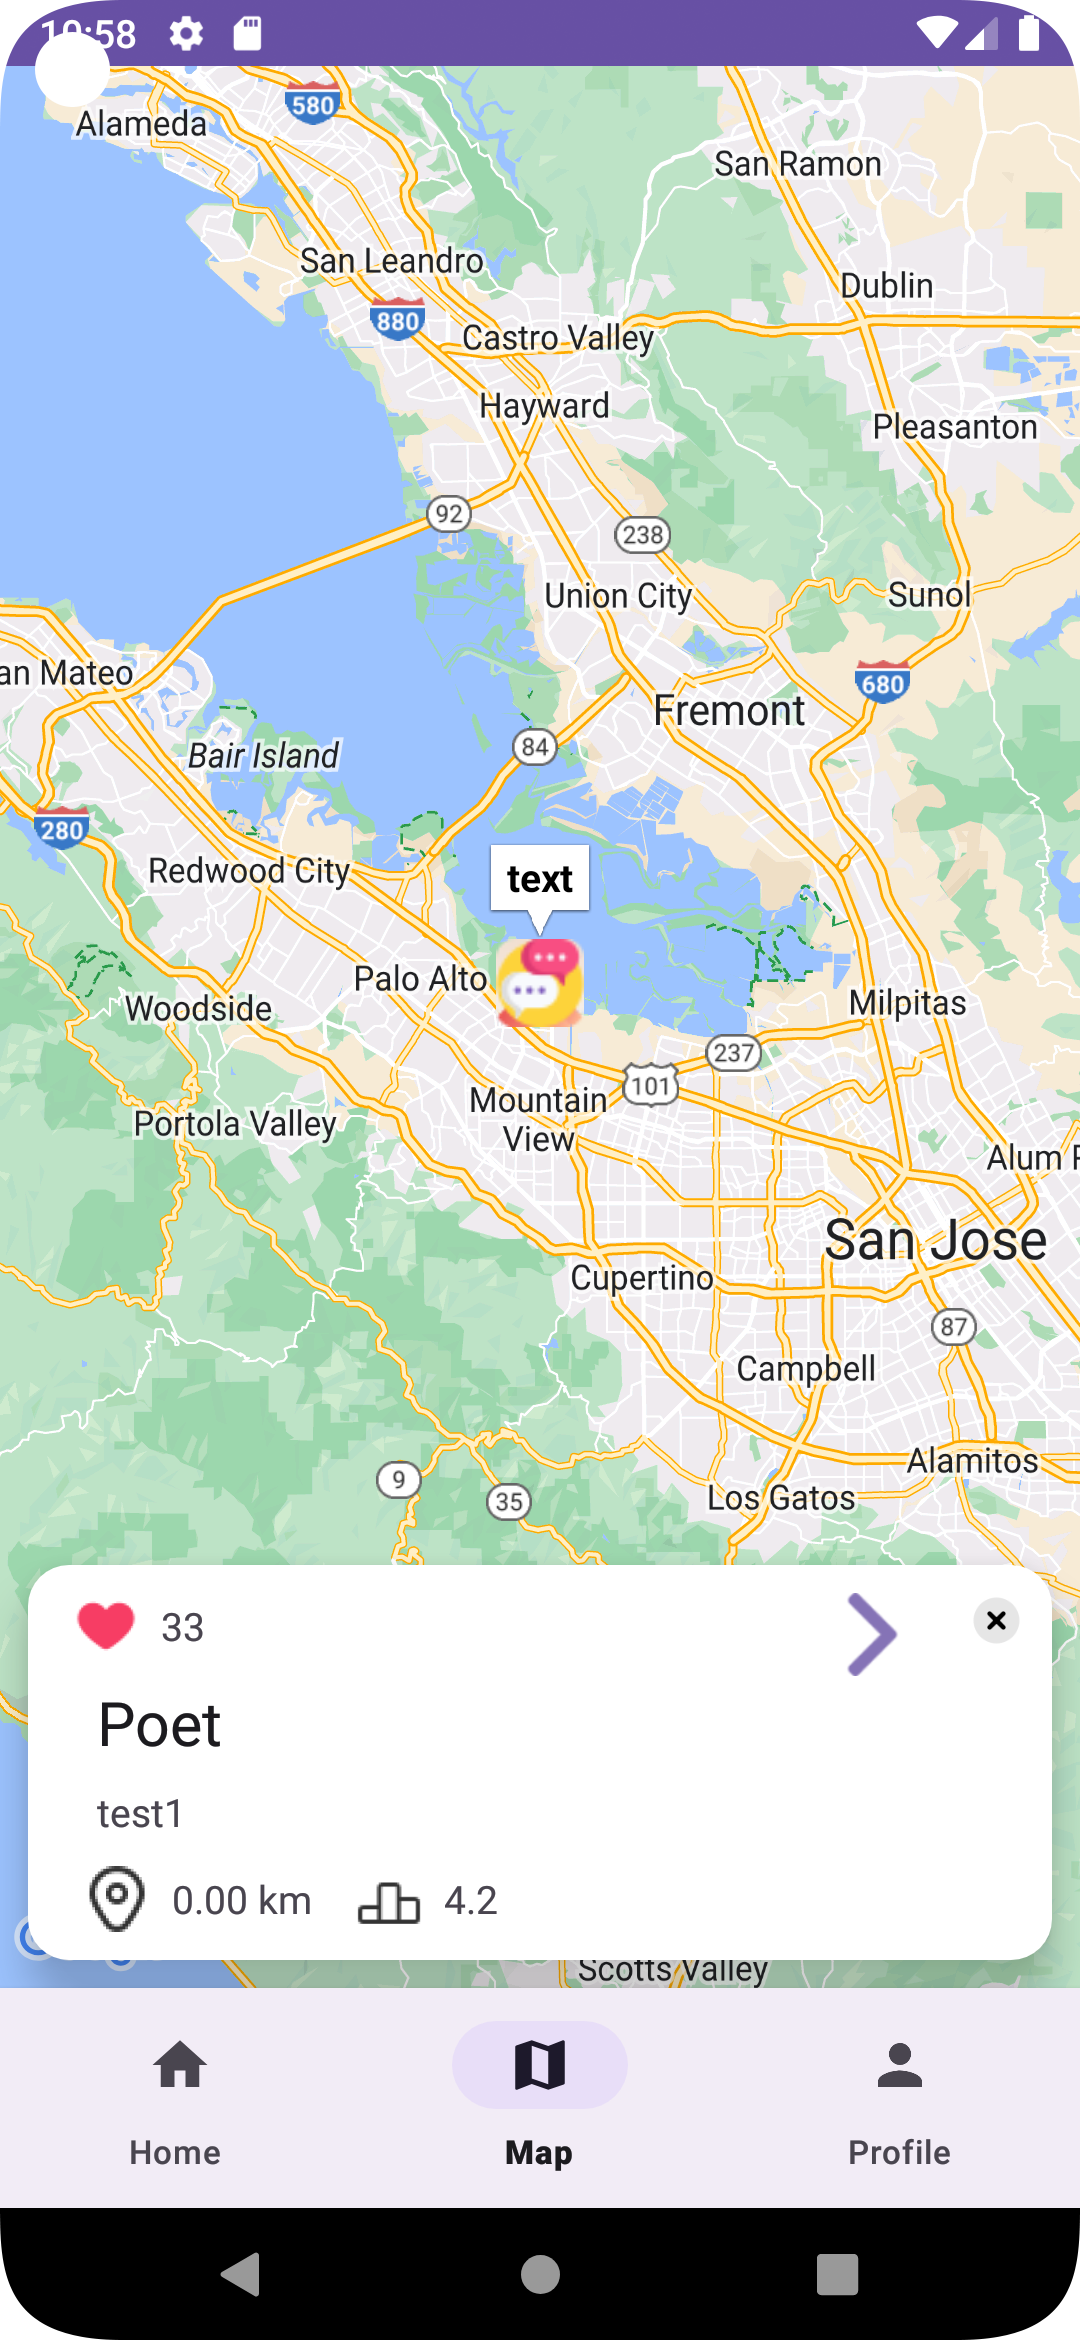 10:58
580
Alameda
San Ramon
San Leandro
Dublin
880
Castro Valley
Hayward
Pleasanton
92
238
Union City
Sunol
an Mateo
680
Fremont
84
Bair Island
280
Redwood City
text
Palo Alto
Woodside
Milpitas
237
101
Mountain
View
Portola Valley
Alum
San Jose
Cupertino
87
Campbell
Alamitos
9
35
Los Gatos
33
Poet
test1
0.00 km
4.2
Scotts Valley
Home
Map
Profile